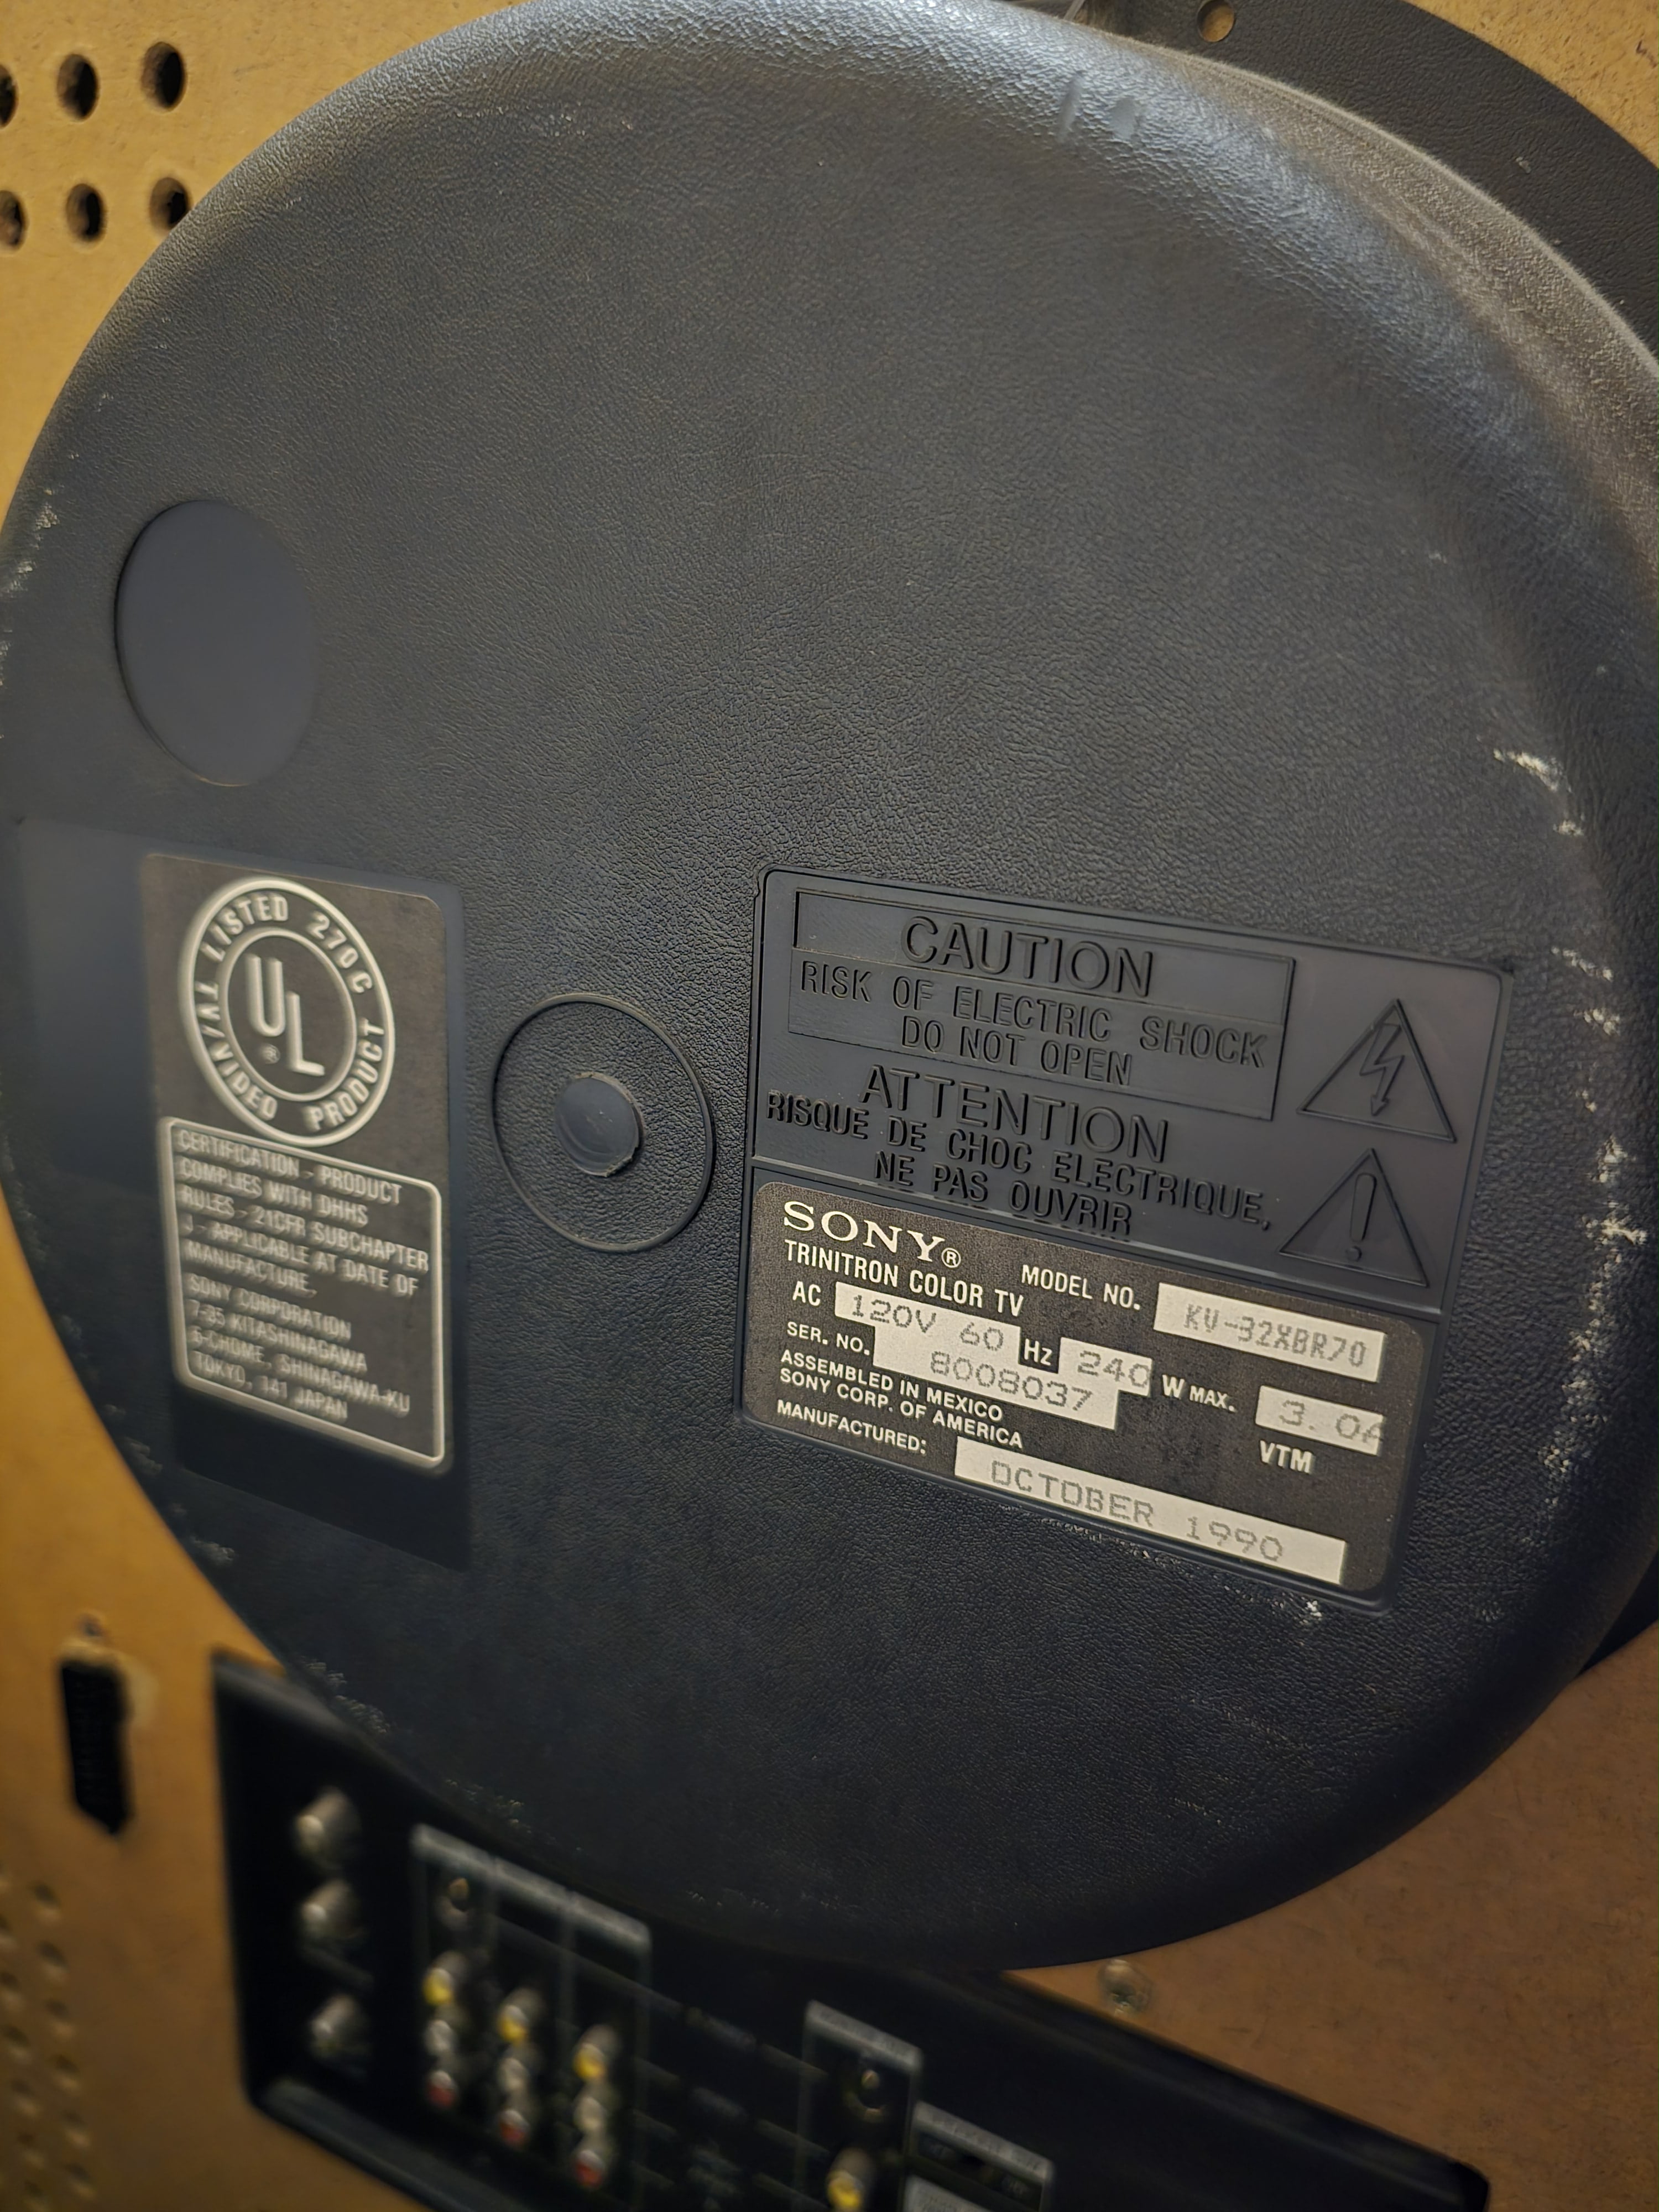 UL LISTED 270C
TV/VIDEO PRODUCT
UL®
CERTIFICATION - PRODUCT
COMPLIES WITH DHHS
RULES - 21CFR SUBCHAPTER
J - APPLICABLE AT DATE OF
MANUFACTURE.
SONY CORPORATION
7-35 KITASHINAGAWA
6-CHOME, SHINAGAWA-KU
TOKYO, 141 JAPAN
CAUTION
RISK OF ELECTRIC SHOCK
DO NOT OPEN
ATTENTION
RISQUE DE CHOC ELECTRIQUE,
NE PAS OUVRIR
SONY®
TRINITRON COLOR TV
MODEL NO. KV-32XBR70
AC 120V 60 Hz 240 W MAX. 3.0A
SER. NO. 8008037
VTM
ASSEMBLED IN MEXICO
SONY CORP. OF AMERICA
MANUFACTURED: OCTOBER 1990